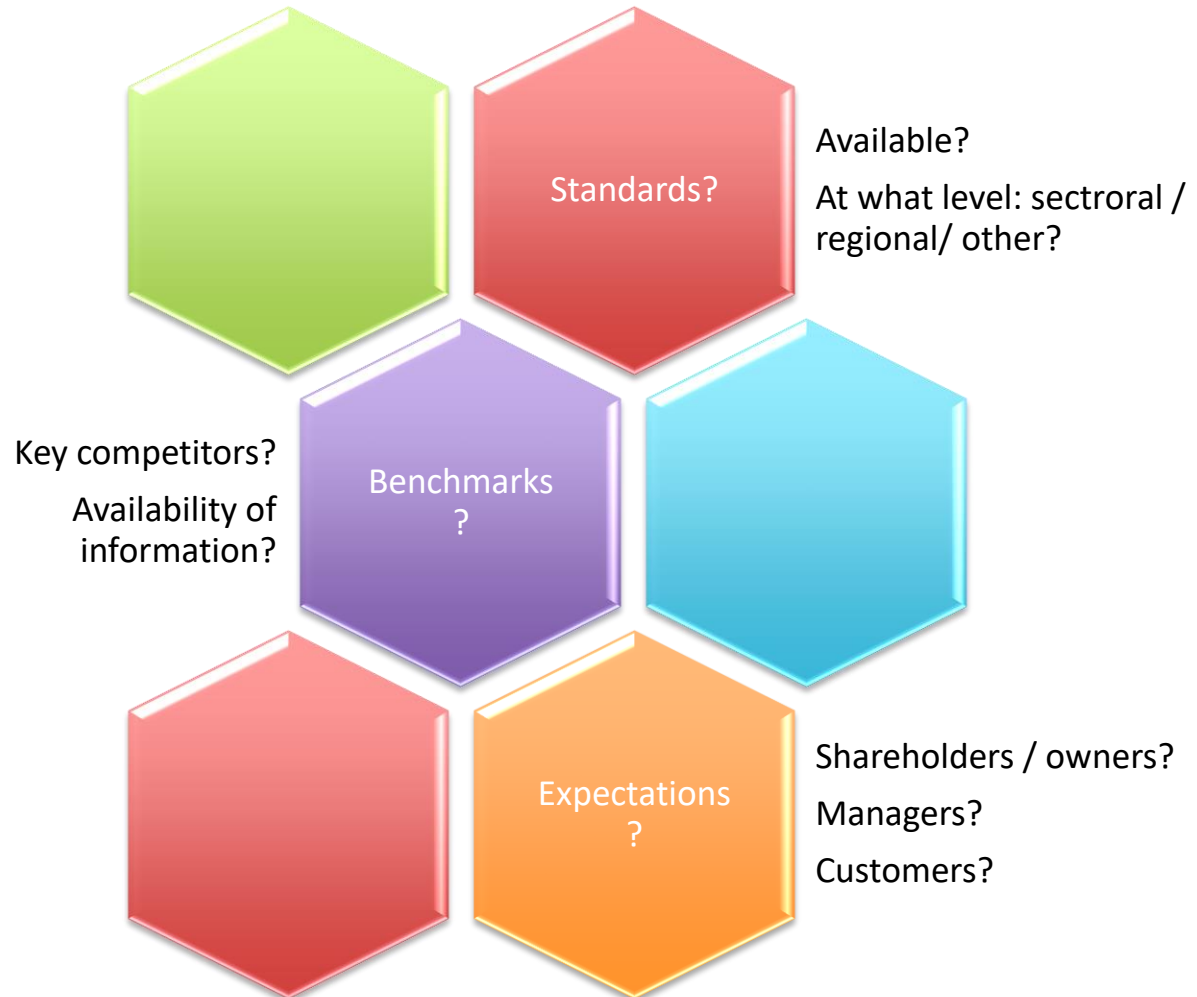 Standards?
Available?
At what level: sectroral /
regional/ other?
Key competitors?
Availability of
information?
Benchmarks
?
Expectations
?
Shareholders / owners?
Managers?
Customers?